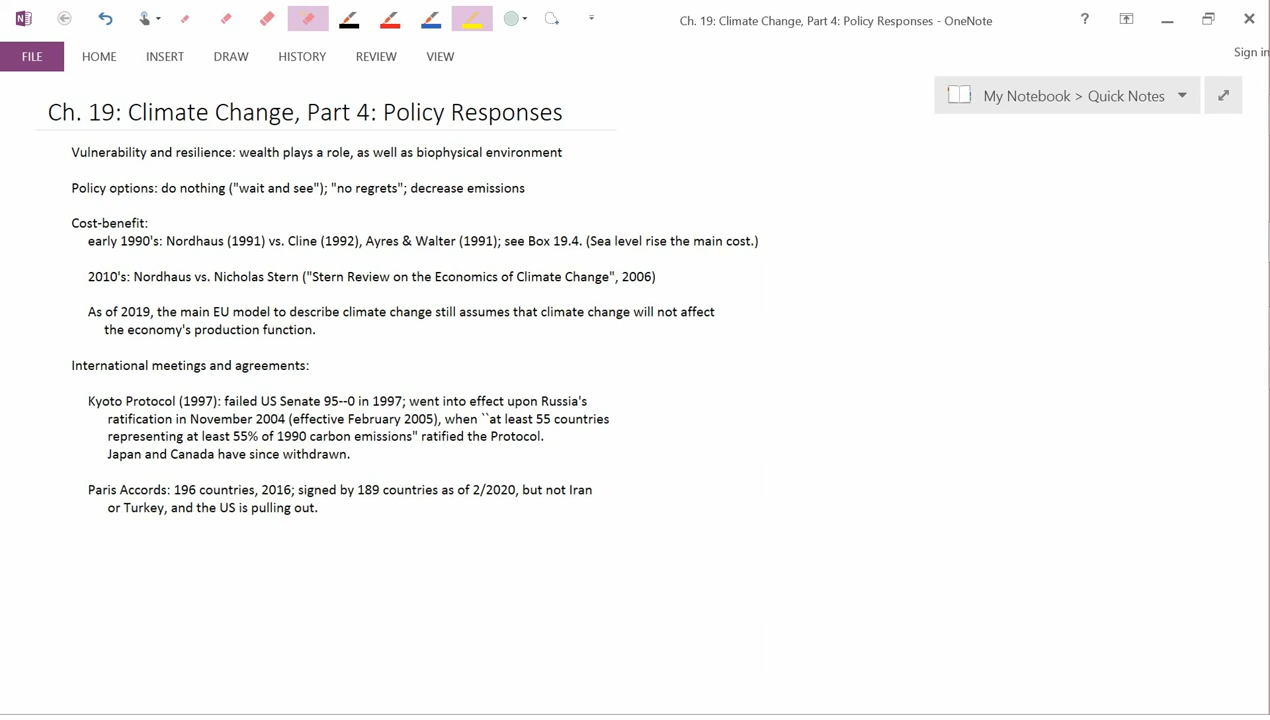 Ch. 19: Climate Change, Part 4: Policy Responses - OneNote
?
FILE HOME INSERT DRAW HISTORY REVIEW VIEW
Sign in
My Notebook > Quick Notes
Ch. 19: Climate Change, Part 4: Policy Responses
Vulnerability and resilience: wealth plays a role, as well as biophysical environment
Policy options: do nothing ("wait and see"); "no regrets"; decrease emissions
Cost-benefit:
early 1990's: Nordhaus (1991) vs. Cline (1992), Ayres & Walter (1991); see Box 19.4. (Sea level rise the main cost.)
2010's: Nordhaus vs. Nicholas Stern ("Stern Review on the Economics of Climate Change", 2006)
As of 2019, the main EU model to describe climate change still assumes that climate change will not affect
the economy's production function.
International meetings and agreements:
Kyoto Protocol (1997): failed US Senate 95--0 in 1997; went into effect upon Russia's
ratification in November 2004 (effective February 2005), when ``at least 55 countries
representing at least 55% of 1990 carbon emissions" ratified the Protocol.
Japan and Canada have since withdrawn.
Paris Accords: 196 countries, 2016; signed by 189 countries as of 2/2020, but not Iran
or Turkey, and the US is pulling out.